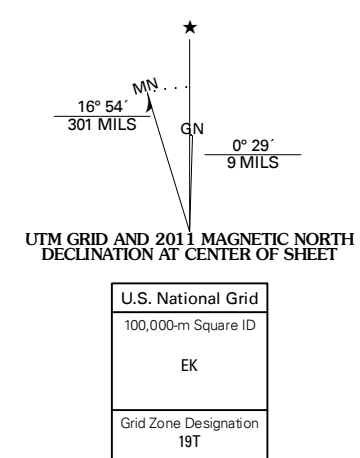 ★
MN
16° 54´
301 MILS
GN
0° 29´
9 MILS
UTM GRID AND 2011 MAGNETIC NORTH
DECLINATION AT CENTER OF SHEET
U.S. National Grid
100,000-m Square ID
EK
Grid Zone Designation
19T